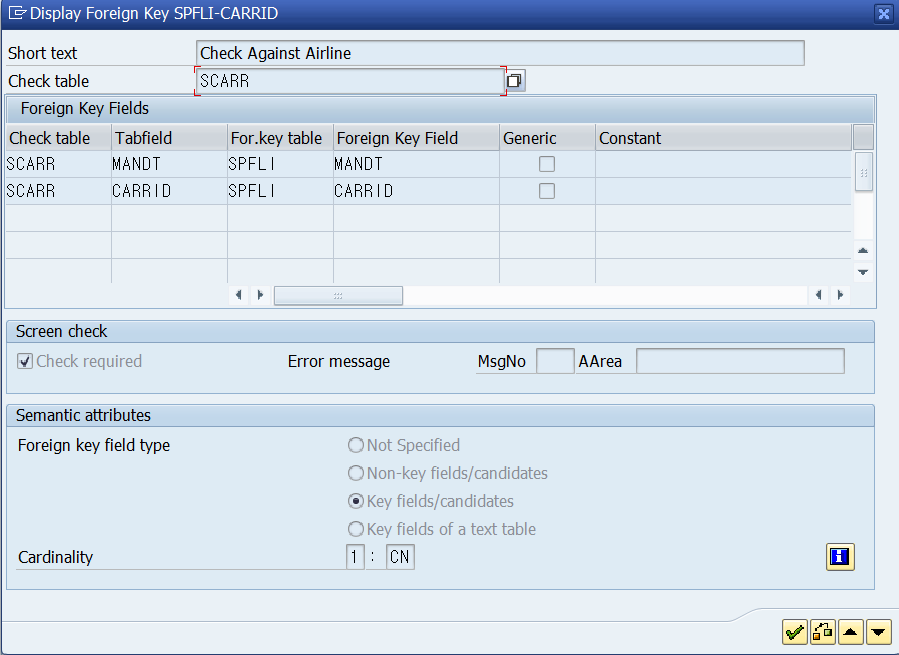 Display Foreign Key SPFLI-CARRID
Short text Check Against Airline
Check table SCARR
Foreign Key Fields
Check table Tabfield For.key table Foreign Key Field Generic Constant
SCARR MANDT SPFLI MANDT
SCARR CARRID SPFLI CARRID
Screen check
Check required Error message MsgNo AArea
Semantic attributes
Foreign key field type Not Specified
Non-key fields/candidates
Key fields/candidates
Key fields of a text table
Cardinality 1 : CN